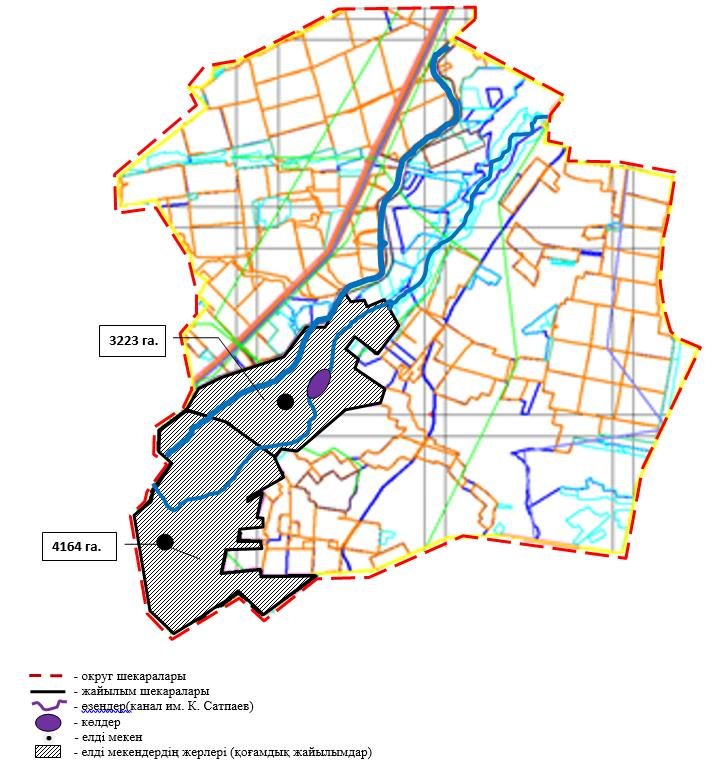 3223 га.
4164 га.
- округ шекаралары
- жайылым шекаралары
- өзендер(канал им. К. Сатпаев)
- көлдер
- елді мекен
- елді мекендердің жерлері (қоғамдық жайылымдар)